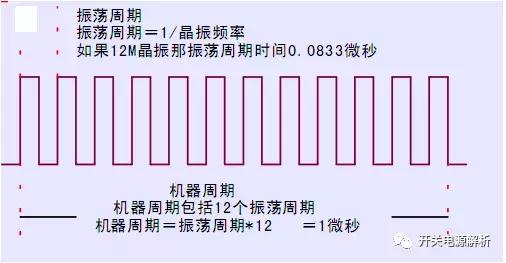 振荡周期
振荡周期＝1/晶振频率
如果12M晶振那振荡周期时间0.0833微秒
机器周期
机器周期包括12个振荡周期
机器周期＝振荡周期*12 ＝1微秒
开关电源解析